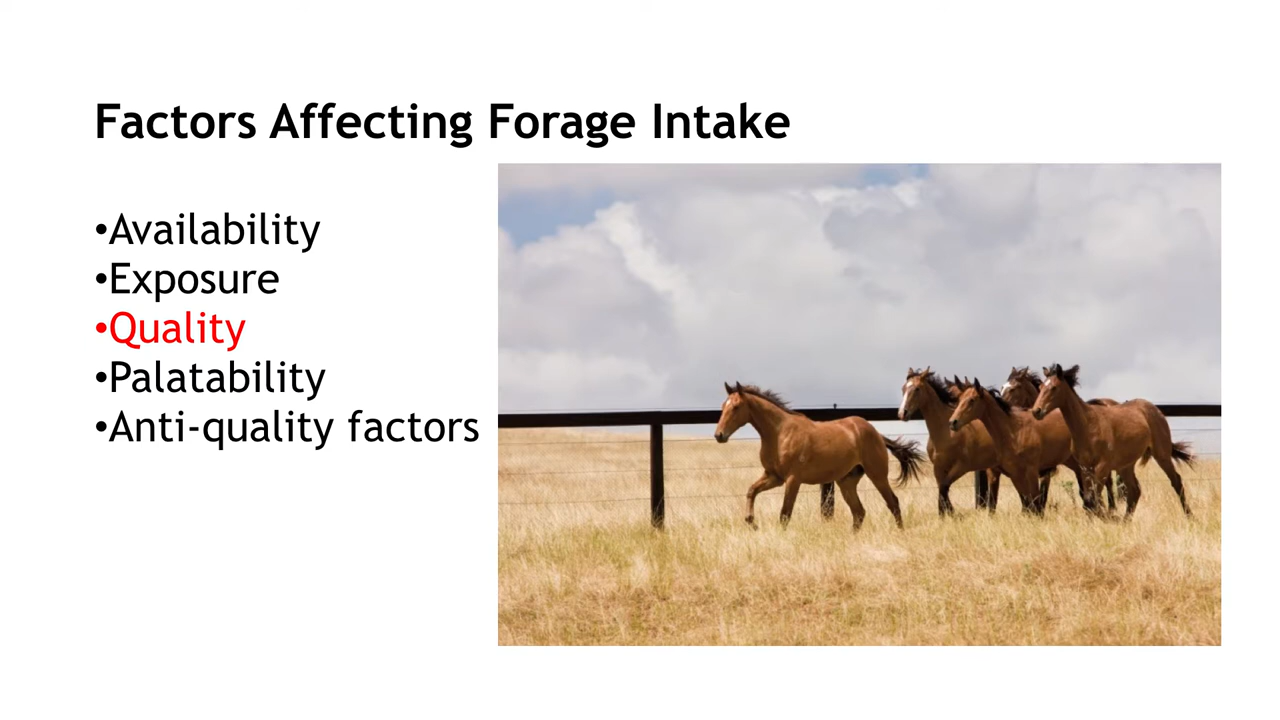 Factors Affecting Forage Intake
•Availability
•Exposure
•Quality
•Palatability
•Anti-quality factors